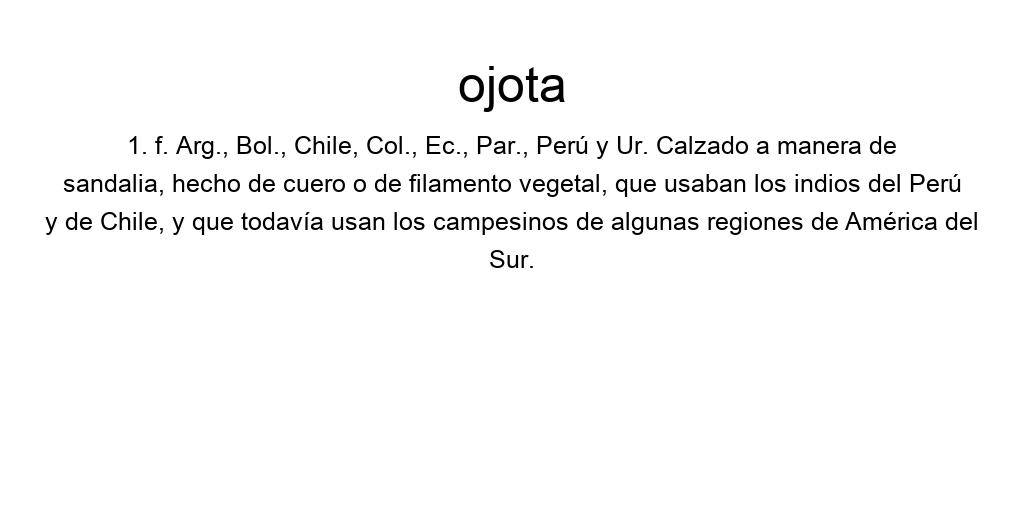 ojota
1. f. Arg., Bol., Chile, Col., Ec., Par., Perú y Ur. Calzado a manera de
sandalia, hecho de cuero o de filamento vegetal, que usaban los indios del Perú
y de Chile, y que todavía usan los campesinos de algunas regiones de América del
Sur.